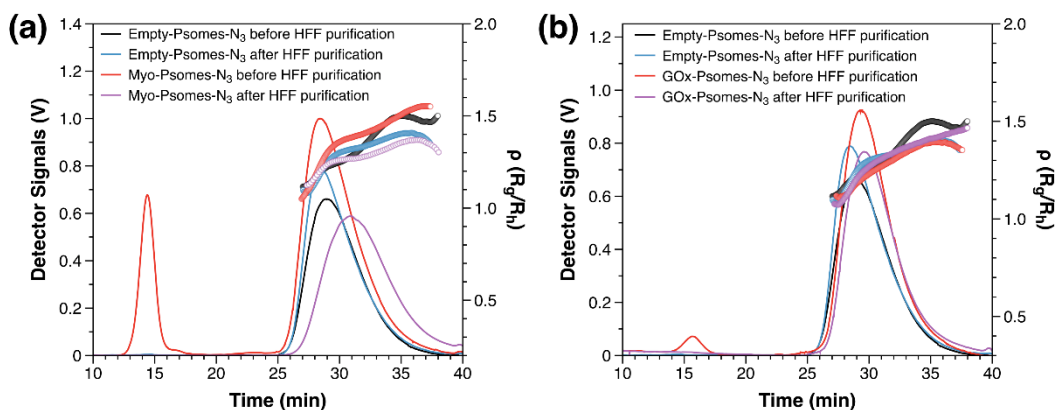 (a)
Empty-Psomes-N₃ before HFF purification
Empty-Psomes-N₃ after HFF purification
Myo-Psomes-N₃ before HFF purification
Myo-Psomes-N₃ after HFF purification
Detector Signals (V)
1.4
1.2
1.0
0.8
0.6
0.4
0.2
0
10
15
20
25
30
35
40
Time (min)
2.0
1.5
1.0
0.5
ρ (Rg/Rh)
(b)
Empty-Psomes-N₃ before HFF purification
Empty-Psomes-N₃ after HFF purification
GOx-Psomes-N₃ before HFF purification
GOx-Psomes-N₃ after HFF purification
Detector Signals (V)
1.2
1.0
0.8
0.6
0.4
0.2
0
10
15
20
25
30
35
40
Time (min)
2.0
1.5
1.0
0.5
ρ (Rg/Rh)